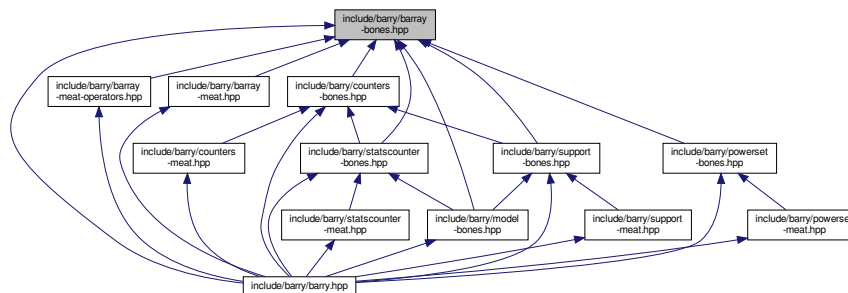 include/barry/barray
-bones.hpp
include/barry/barray
-meat-operators.hpp
include/barry/barray
-meat.hpp
include/barry/counters
-bones.hpp
include/barry/counters
-meat.hpp
include/barry/statscounter
-bones.hpp
include/barry/support
-bones.hpp
include/barry/powerset
-bones.hpp
include/barry/statscounter
-meat.hpp
include/barry/model
-bones.hpp
include/barry/support
-meat.hpp
include/barry/powerset
-meat.hpp
include/barry/barry.hpp